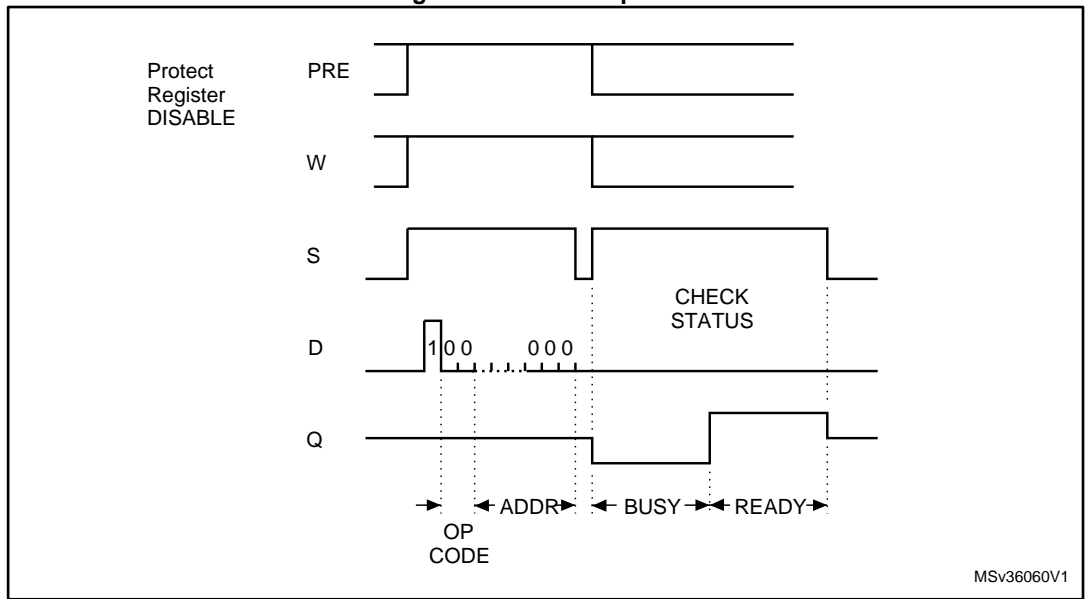 Protect
Register
DISABLE
PRE
W
S
CHECK
STATUS
D
1 0 0
0 0 0
Q
ADDR
BUSY
READY
OP
CODE
MSv36060V1